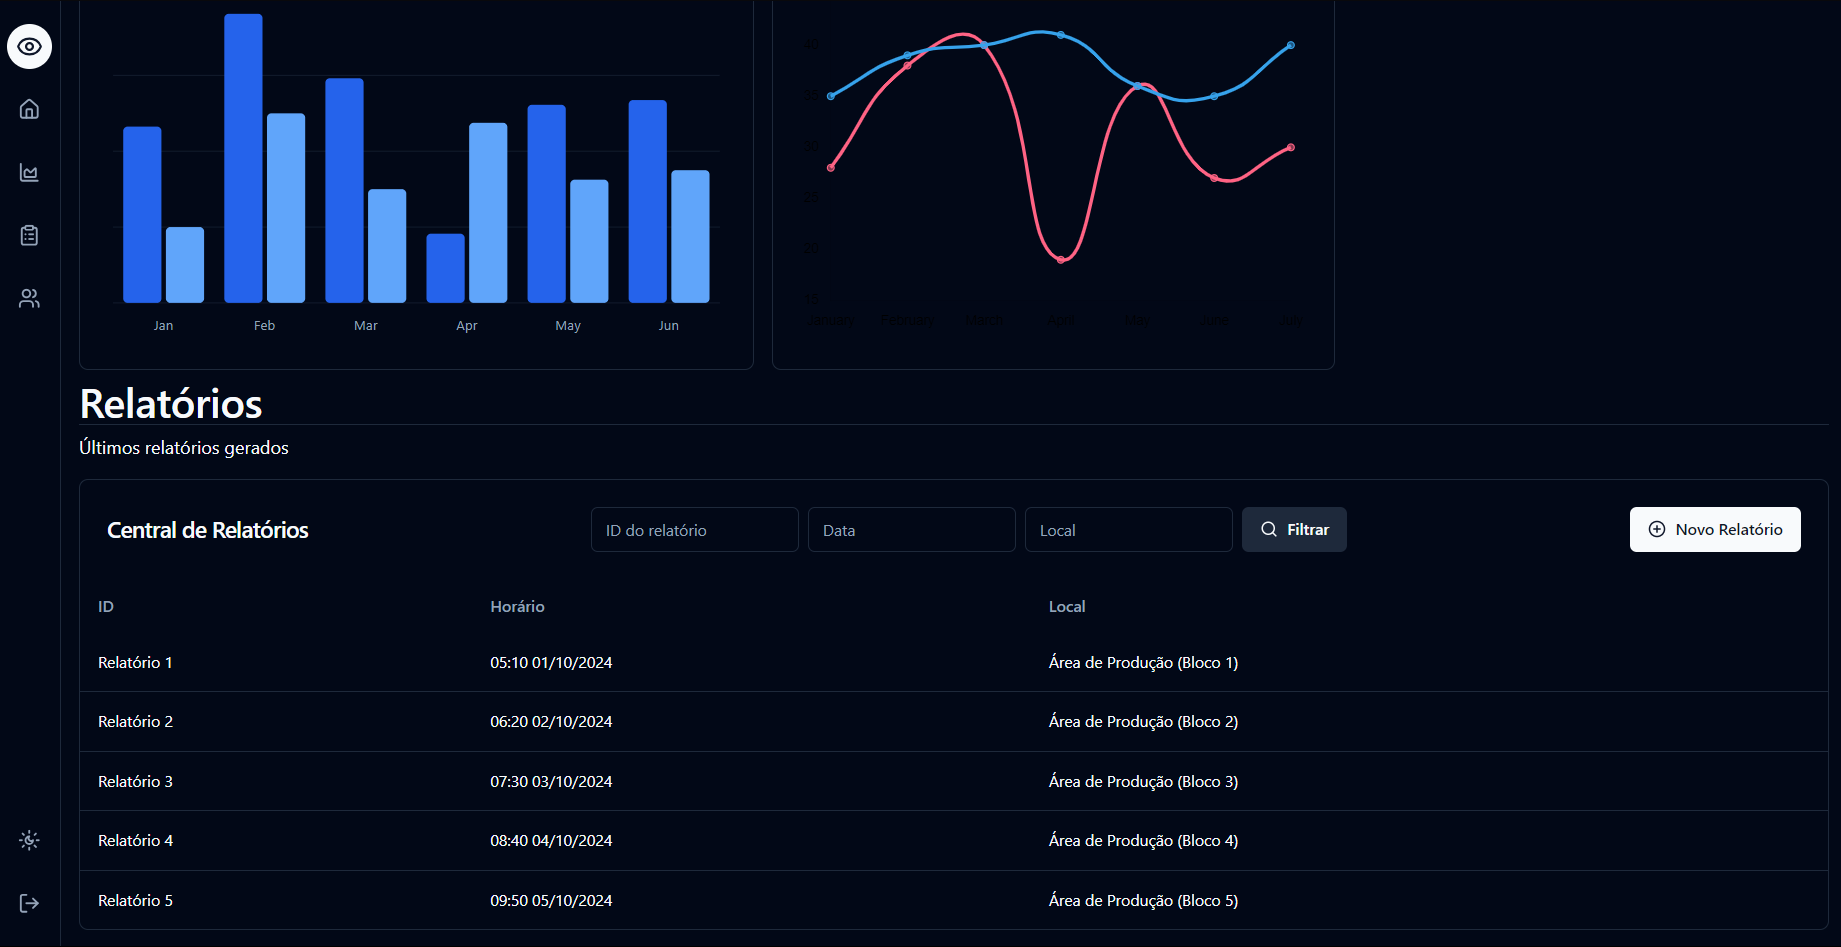 Jan Feb Mar Apr May Jun
40
35
30
25
20
January February March April May June July
Relatórios
Últimos relatórios gerados
Central de Relatórios
ID do relatório Data Local Filtrar Novo Relatório
ID Horário Local
Relatório 1 05:10 01/10/2024 Área de Produção (Bloco 1)
Relatório 2 06:20 02/10/2024 Área de Produção (Bloco 2)
Relatório 3 07:30 03/10/2024 Área de Produção (Bloco 3)
Relatório 4 08:40 04/10/2024 Área de Produção (Bloco 4)
Relatório 5 09:50 05/10/2024 Área de Produção (Bloco 5)